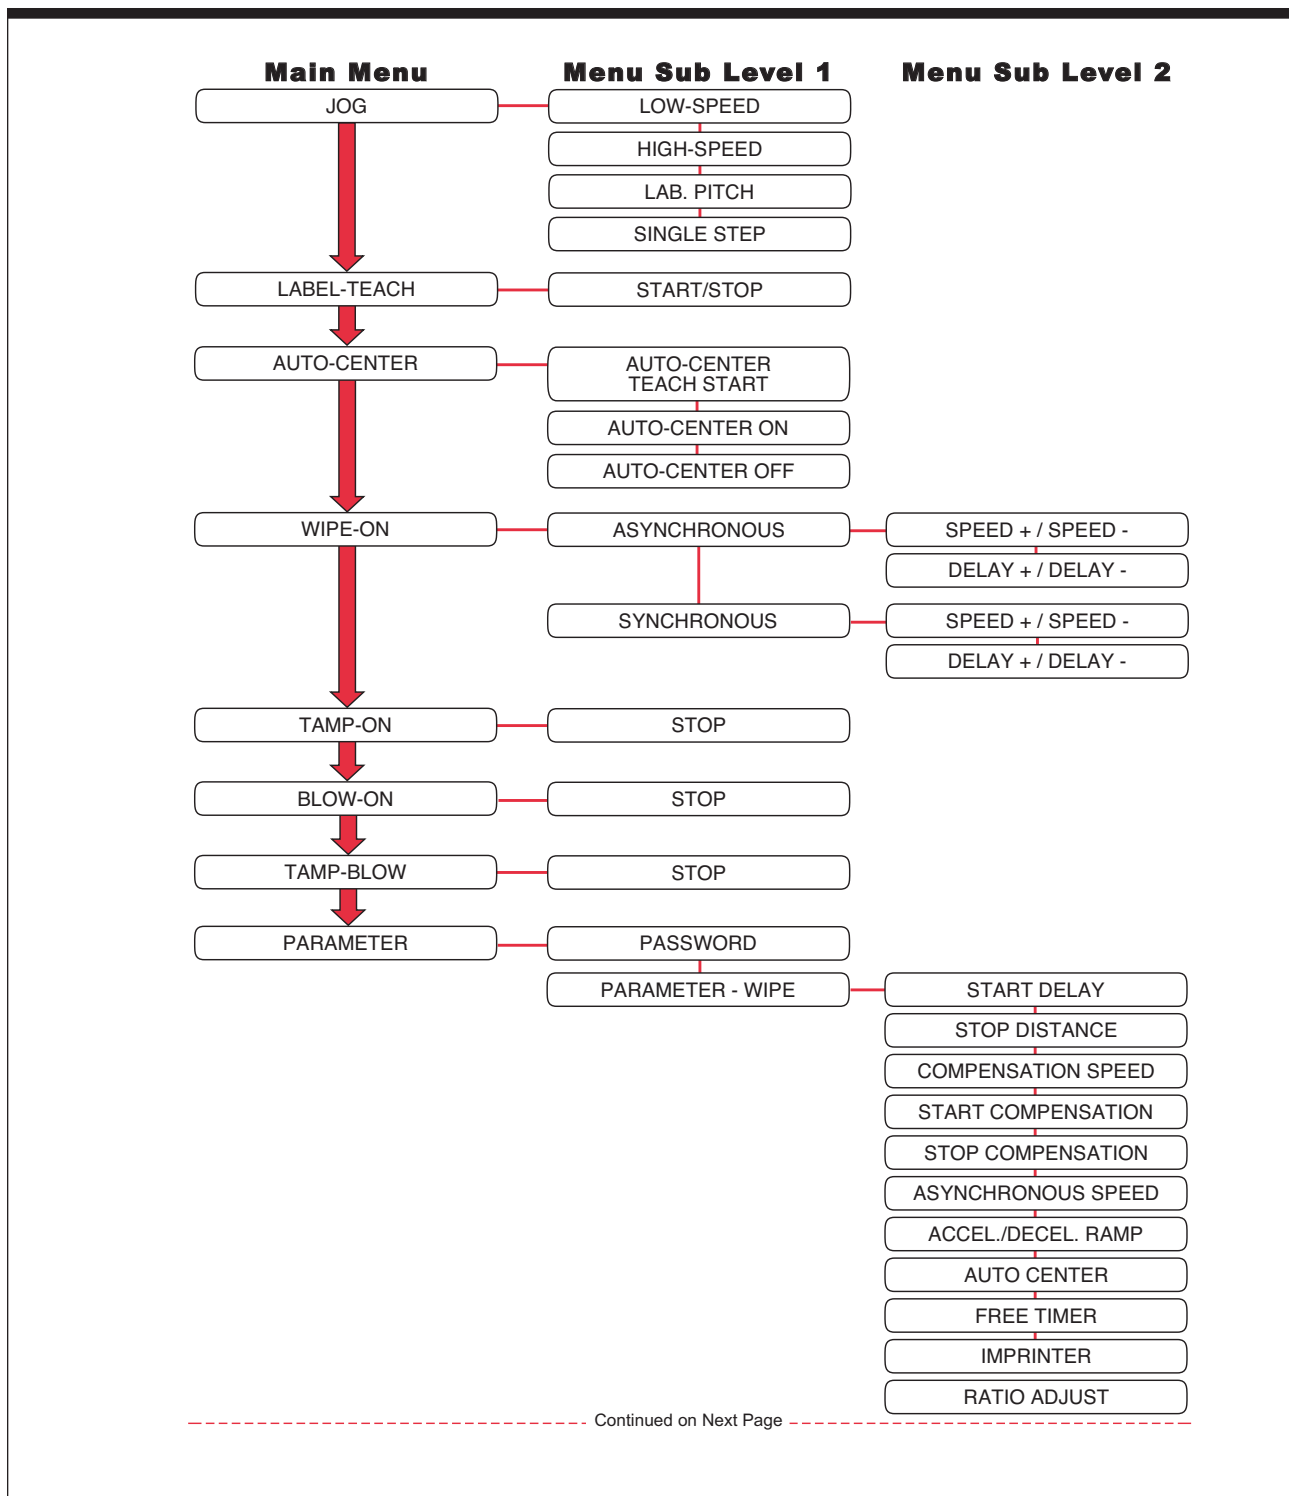 Main Menu Menu Sub Level 1 Menu Sub Level 2
JOG LOW-SPEED
HIGH-SPEED
LAB. PITCH
SINGLE STEP
LABEL-TEACH START/STOP
AUTO-CENTER AUTO-CENTER
TEACH START
AUTO-CENTER ON
AUTO-CENTER OFF
WIPE-ON ASYNCHRONOUS SPEED + / SPEED -
DELAY + / DELAY -
SYNCHRONOUS SPEED + / SPEED -
DELAY + / DELAY -
TAMP-ON STOP
BLOW-ON STOP
TAMP-BLOW STOP
PARAMETER PASSWORD
PARAMETER - WIPE START DELAY
STOP DISTANCE
COMPENSATION SPEED
START COMPENSATION
STOP COMPENSATION
ASYNCHRONOUS SPEED
ACCEL./DECEL. RAMP
AUTO CENTER
FREE TIMER
IMPRINTER
RATIO ADJUST
Continued on Next Page